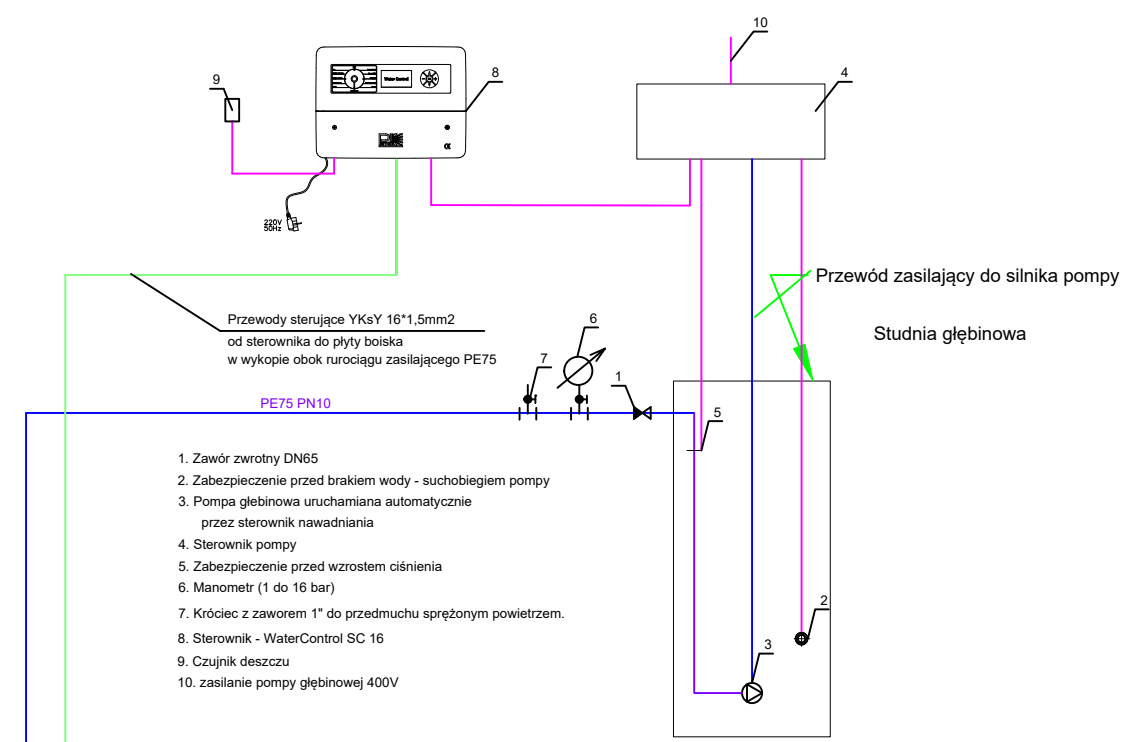 10
9
8
4
Water Control
CE
220V
50Hz
Przewód zasilający do silnika pompy
Studnia głębinowa
Przewody sterujące YKsY 16*1,5mm2
od sterownika do płyty boiska
w wykopie obok rurociągu zasilającego PE75
6
7
1
PE75 PN10
5
1. Zawór zwrotny DN65
2. Zabezpieczenie przed brakiem wody - suchobiegiem pompy
3. Pompa głebinowa uruchamiana automatycznie
przez sterownik nawadniania
4. Sterownik pompy
5. Zabezpieczenie przed wzrostem ciśnienia
6. Manometr (1 do 16 bar)
7. Króciec z zaworem 1" do przedmuchu sprężonym powietrzem.
8. Sterownik - WaterControl SC 16
9. Czujnik deszczu
10. zasilanie pompy głębinowej 400V
2
3